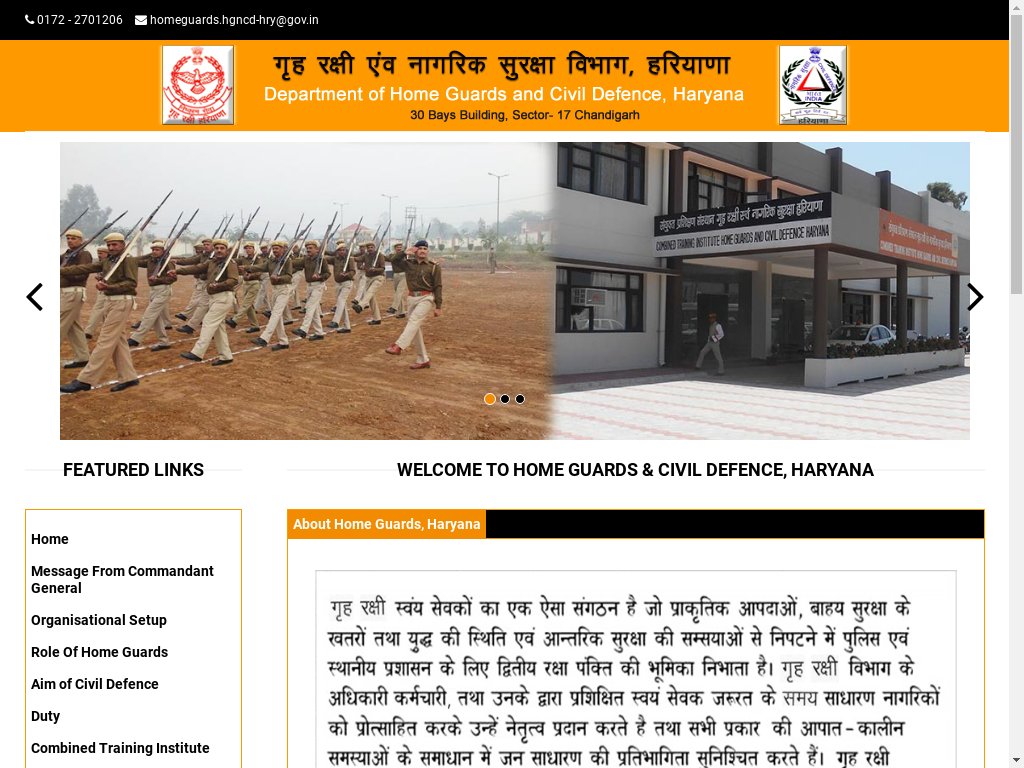 0172 - 2701206 homeguards.hgncd-hry@gov.in
गृह रक्षी एंव नागरिक सुरक्षा विभाग, हरियाणा
Department of Home Guards and Civil Defence, Haryana
30 Bays Building, Sector- 17 Chandigarh
संयुक्त प्रशिक्षण संस्थान गृह रक्षी एवं नागरिक सुरक्षा हरियाणा
COMBINED TRAINING INSTITUTE HOME GUARDS AND CIVIL DEFENCE HARYANA
FEATURED LINKS
Home
Message From Commandant
General
Organisational Setup
Role Of Home Guards
Aim of Civil Defence
Duty
Combined Training Institute
WELCOME TO HOME GUARDS & CIVIL DEFENCE, HARYANA
About Home Guards, Haryana
गृह रक्षी स्वंय सेवकों का एक ऐसा संगठन है जो प्राकृतिक आपदाओं, बाहय सुरक्षा के
खतरों तथा युद्ध की स्थिति एवं आन्तरिक सुरक्षा की सम्सयाओं से निपटने में पुलिस एवं
स्थानीय प्रशासन के लिए द्वितीय रक्षा पंक्ति की भूमिका निभाता है। गृह रक्षी विभाग के
अधिकारी कर्मचारी, तथा उनके द्वारा प्रशिक्षित स्वयं सेवक जरूरत के समय साधारण नागरिकों
को प्रोत्साहित करके उन्हें नेतृत्व प्रदान करते है तथा सभी प्रकार की आपात-कालीन
समस्याओं के समाधान में जन साधारण की प्रतिभागिता सुनिश्चित करते हैं। गृह रक्षी